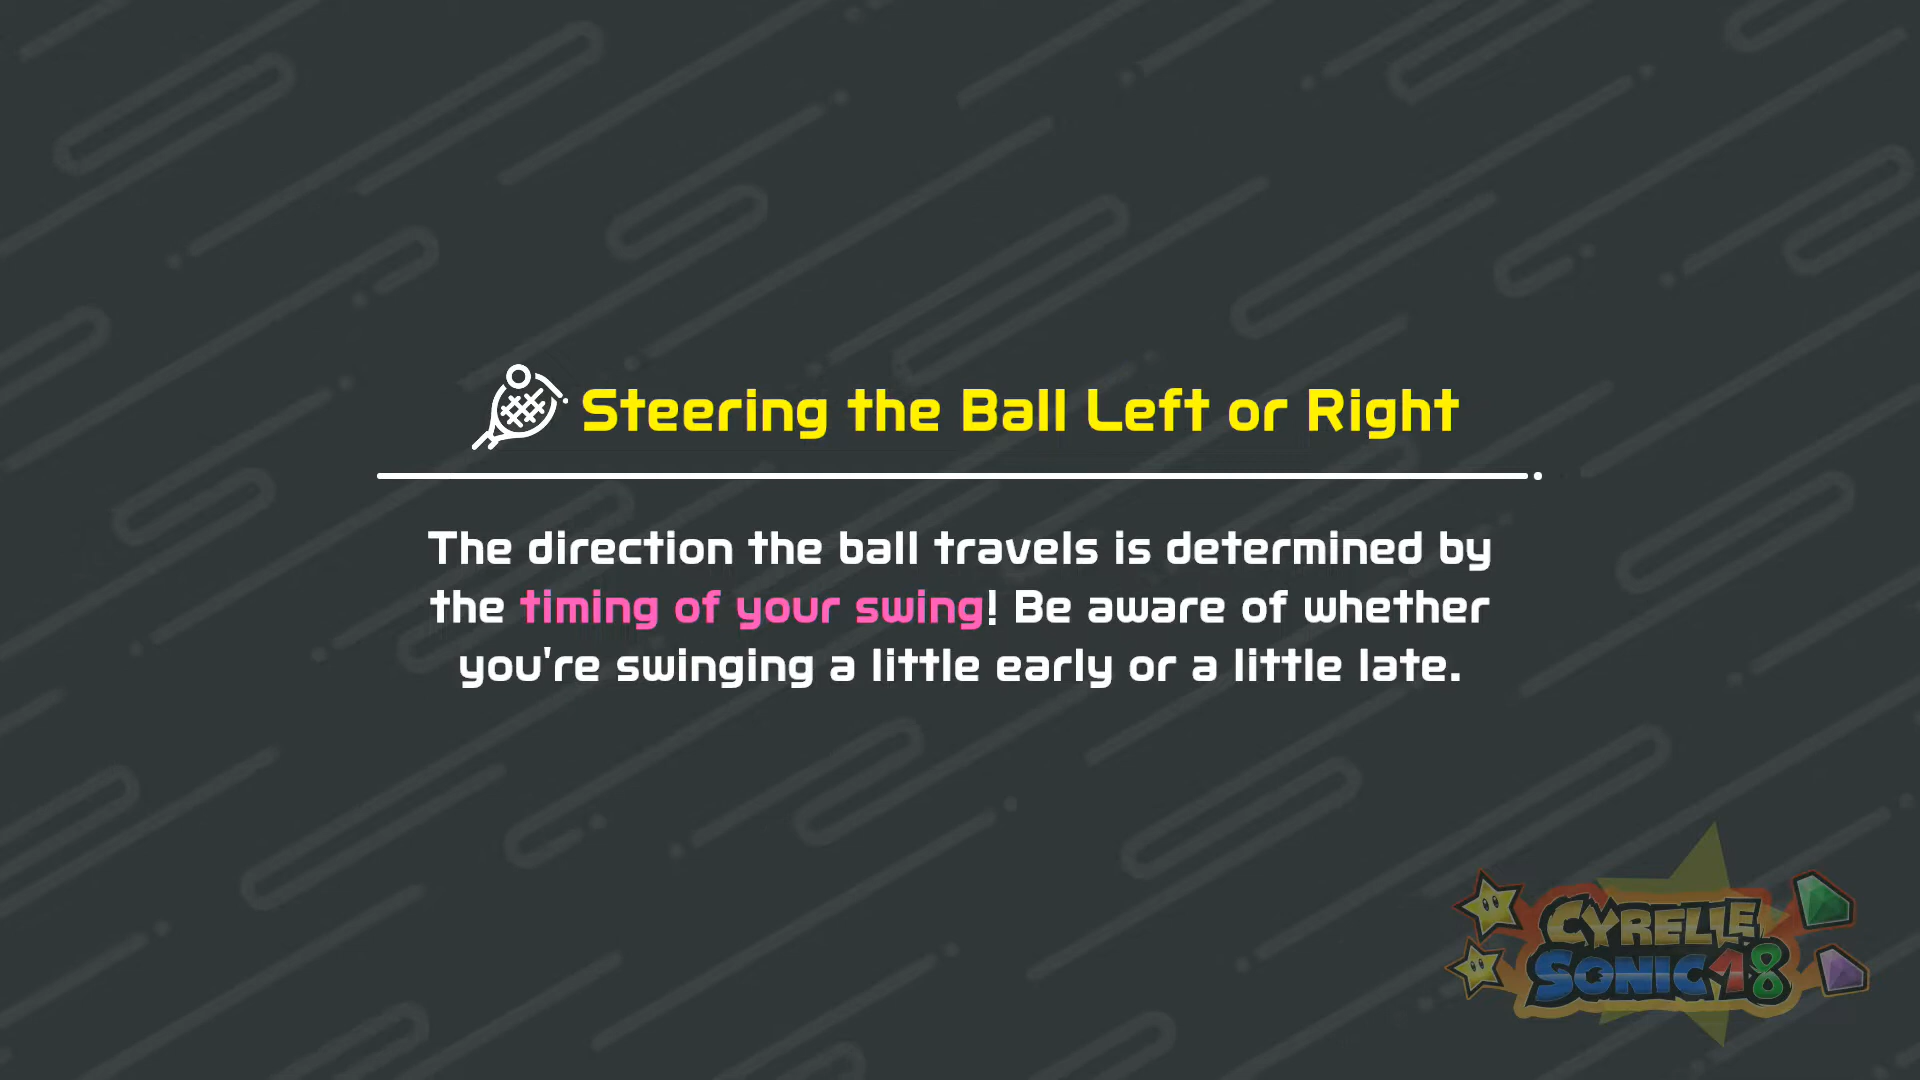 Steering the Ball Left or Right
The direction the ball travels is determined by
the timing of your swing! Be aware of whether
you're swinging a little early or a little late.
CYRELLE
SONIC18